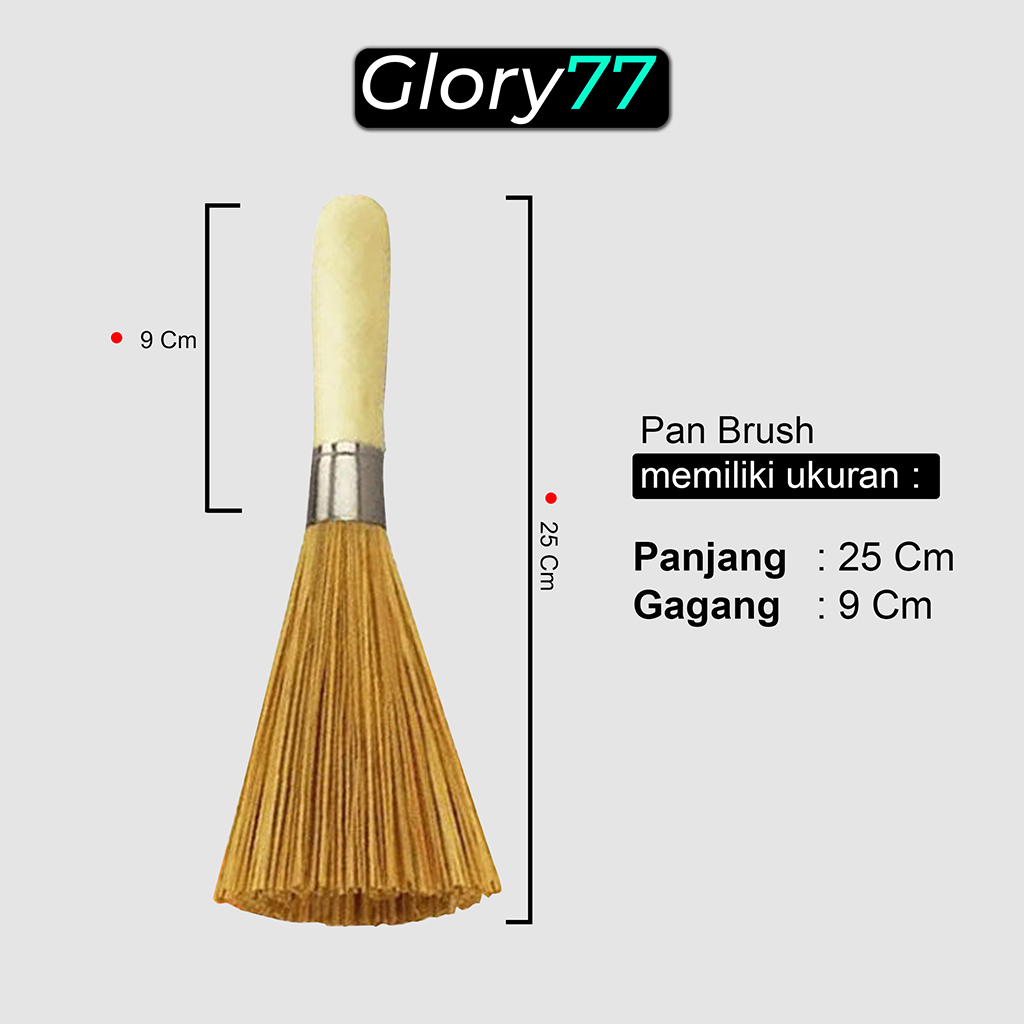 Glory77
9 Cm
25 Cm
Pan Brush
memiliki ukuran :
Panjang : 25 Cm
Gagang : 9 Cm